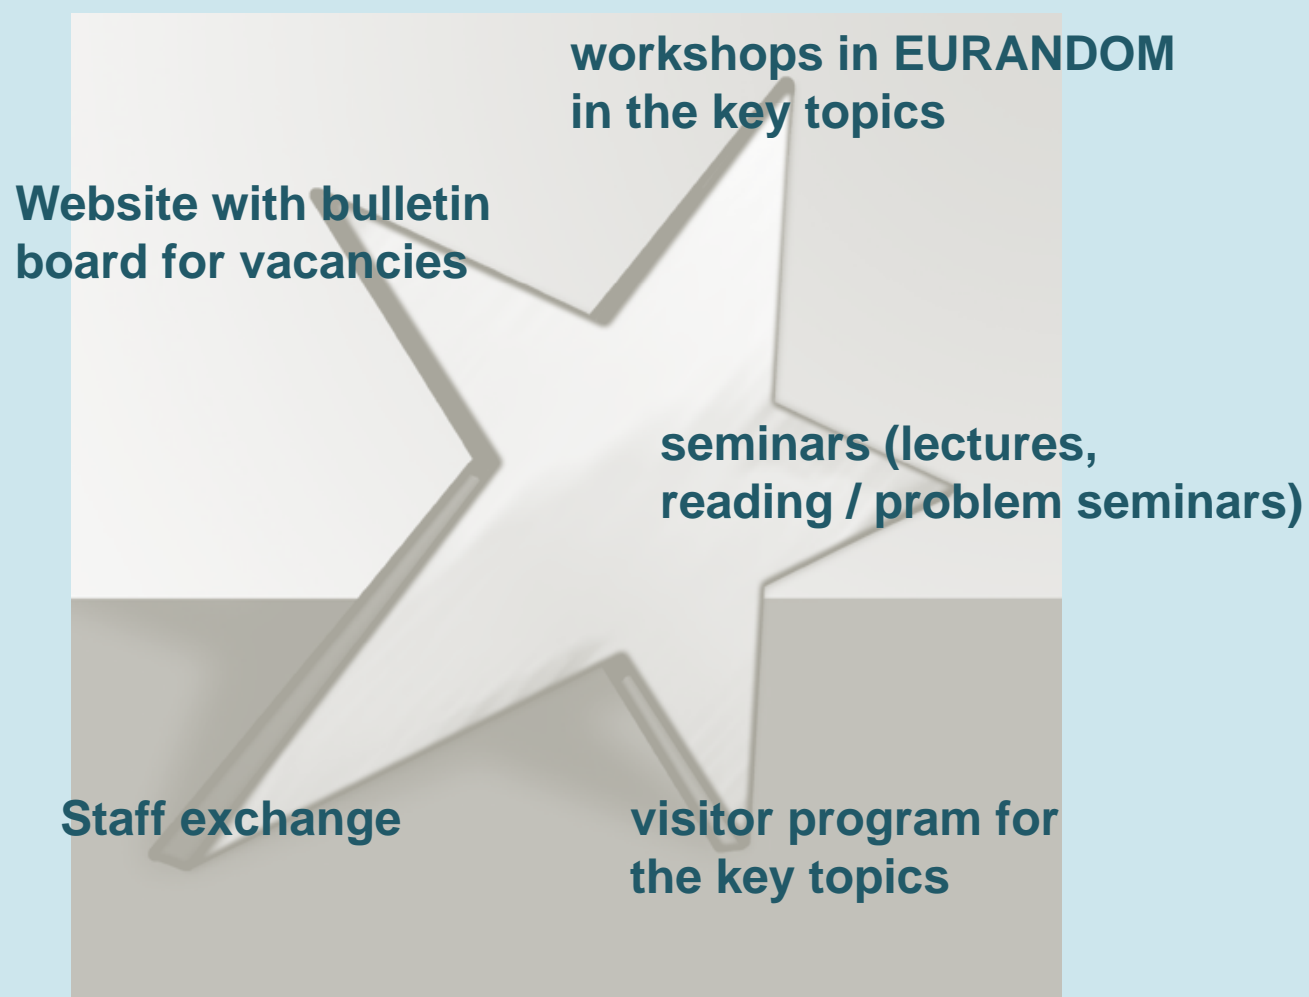 workshops in EURANDOM
in the key topics
Website with bulletin
board for vacancies
seminars (lectures,
reading / problem seminars)
Staff exchange
visitor program for
the key topics